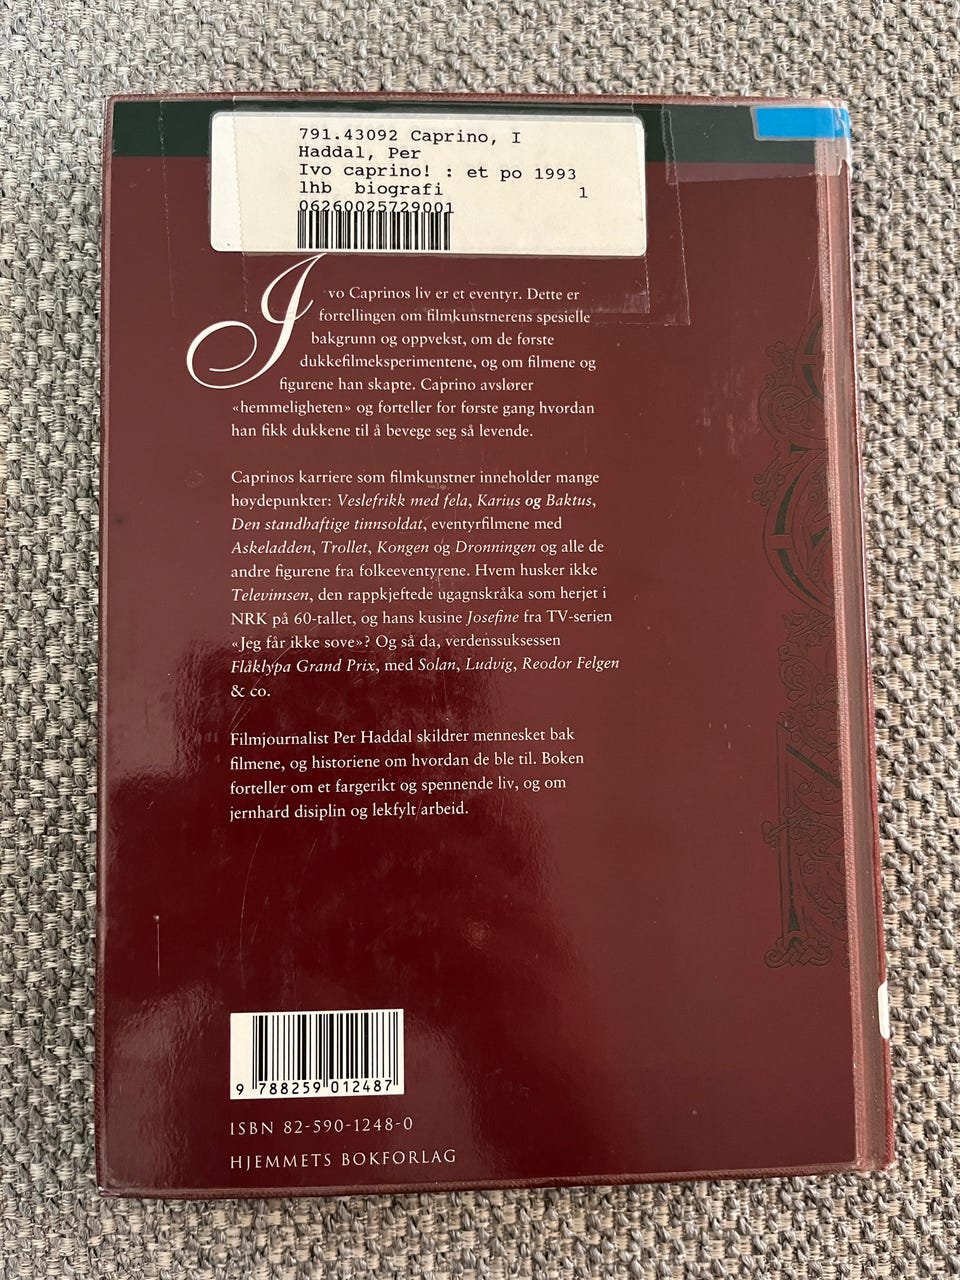 791.43092 Caprino, I
Haddal, Per
Ivo caprino! : et po 1993
lhb biografi 1
06260025729001
Ivo Caprinos liv er et eventyr. Dette er
fortellingen om filmkunstnerens spesielle
bakgrunn og oppvekst, om de første
dukkefilmeksperimentene, og om filmene og
figurene han skapte. Caprino avslører
«hemmeligheten» og forteller for første gang hvordan
han fikk dukkene til å bevege seg så levende.
Caprinos karriere som filmkunstner inneholder mange
høydepunkter: Veslefrikk med fela, Karius og Baktus,
Den standhaftige tinnsoldat, eventyrfilmene med
Askeladden, Trollet, Kongen og Dronningen og alle de
andre figurene fra folkeeventyrene. Hvem husker ikke
Televimsen, den rappkjeftede ugagnskråka som herjet i
NRK på 60-tallet, og hans kusine Josefine fra TV-serien
«Jeg får ikke sove»? Og så da, verdenssuksessen
Flåklypa Grand Prix, med Solan, Ludvig, Reodor Felgen
& co.
Filmjournalist Per Haddal skildrer mennesket bak
filmene, og historiene om hvordan de ble til. Boken
forteller om et fargerikt og spennende liv, og om
jernhard disiplin og lekfylt arbeid.
9 788259 012487
ISBN 82-590-1248-0
HJEMMETS BOKFORLAG